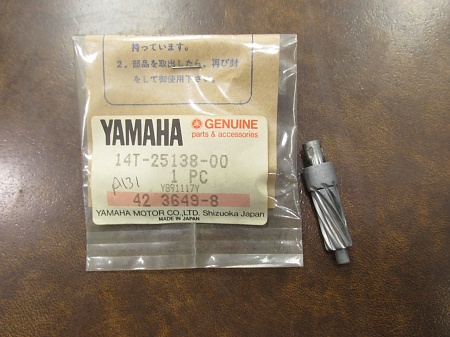 持っています。
2. 部品を取出したら、再び封
をして御使用下さい。
YAMAHA GENUINE
parts & accessories
14T-25138-00
1 PC
A131
YB91117Y
42 3649-8
YAMAHA MOTOR CO.,LTD. Shizuoka Japan
MADE IN JAPAN